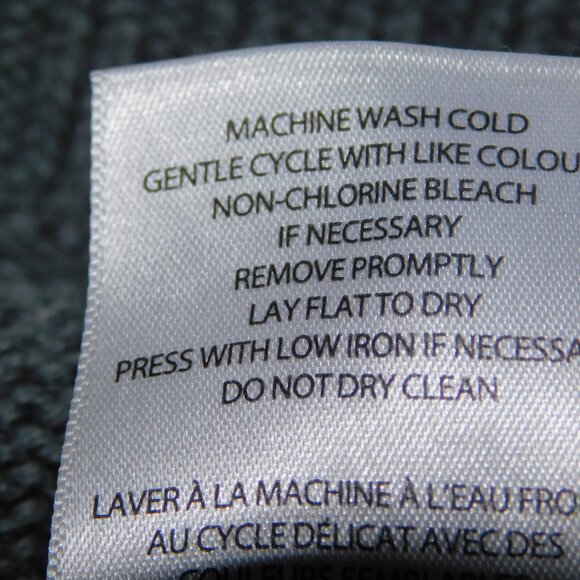 MACHINE WASH COLD
GENTLE CYCLE WITH LIKE COLOU
NON-CHLORINE BLEACH
IF NECESSARY
REMOVE PROMPTLY
LAY FLAT TO DRY
PRESS WITH LOW IRON IF NECESSA
DO NOT DRY CLEAN
LAVER À LA MACHINE À L'EAU FRO
AU CYCLE DÉLICAT AVEC DES